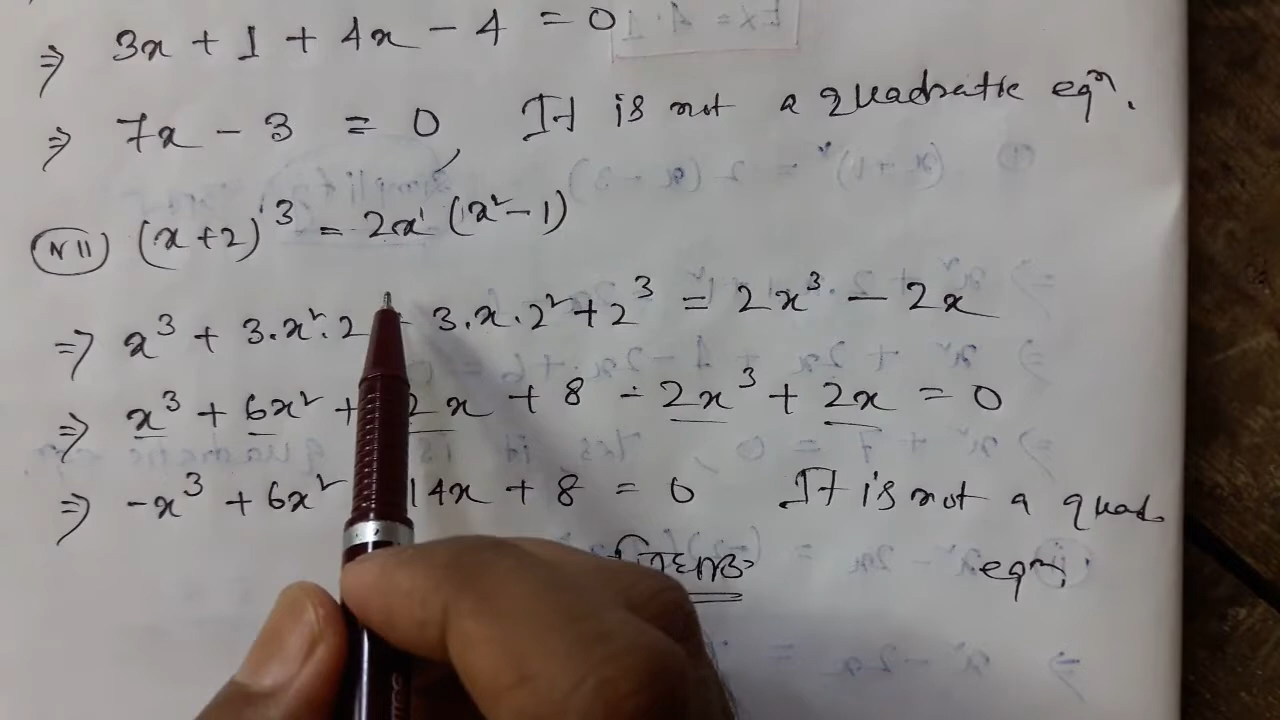 ⇒ 3x + 1 + 4x − 4 = 0
⇒ 7x − 3 = 0, It is not a quadratic eqⁿ.
(VII) (x+2)³ = 2x¹(x²−1)
⇒ x³ + 3.x².2 3.x.2² + 2³ = 2x³ − 2x
⇒ x³ + 6x² + 2x + 8 − 2x³ + 2x = 0
⇒ −x³ + 6x² 14x + 8 = 0 It is not a quad.
eqⁿ.